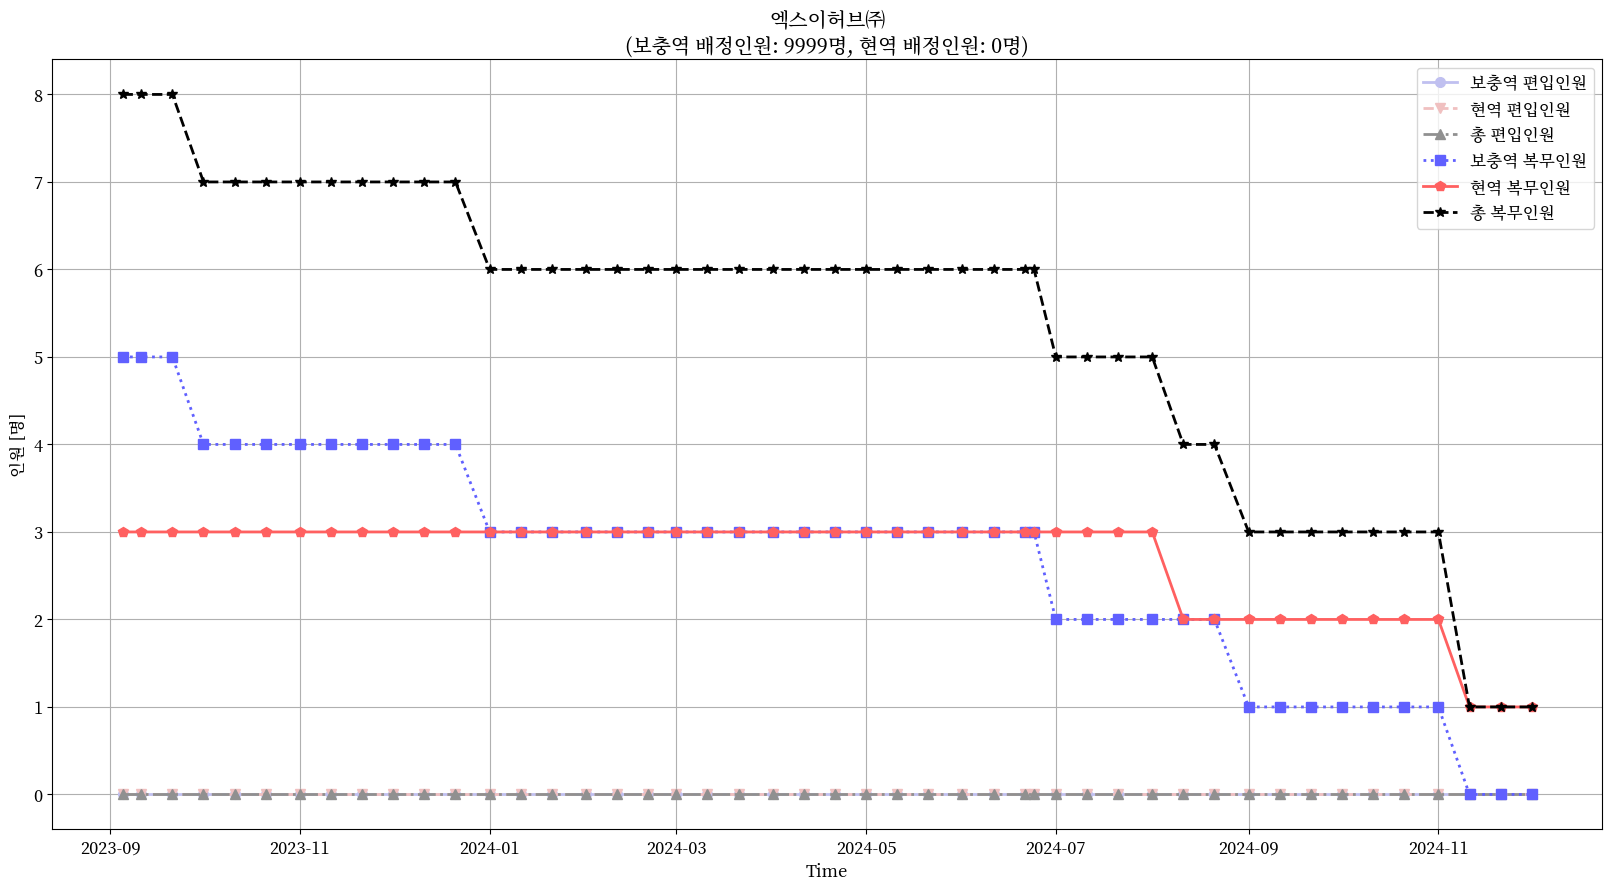 엑스이허브㈜
(보충역 배정인원: 9999명, 현역 배정인원: 0명)
보충역 편입인원
현역 편입인원
총 편입인원
보충역 복무인원
현역 복무인원
총 복무인원
인원 [명]
8
7
6
5
4
3
2
1
0
2023-09
2023-11
2024-01
2024-03
2024-05
2024-07
2024-09
2024-11
Time